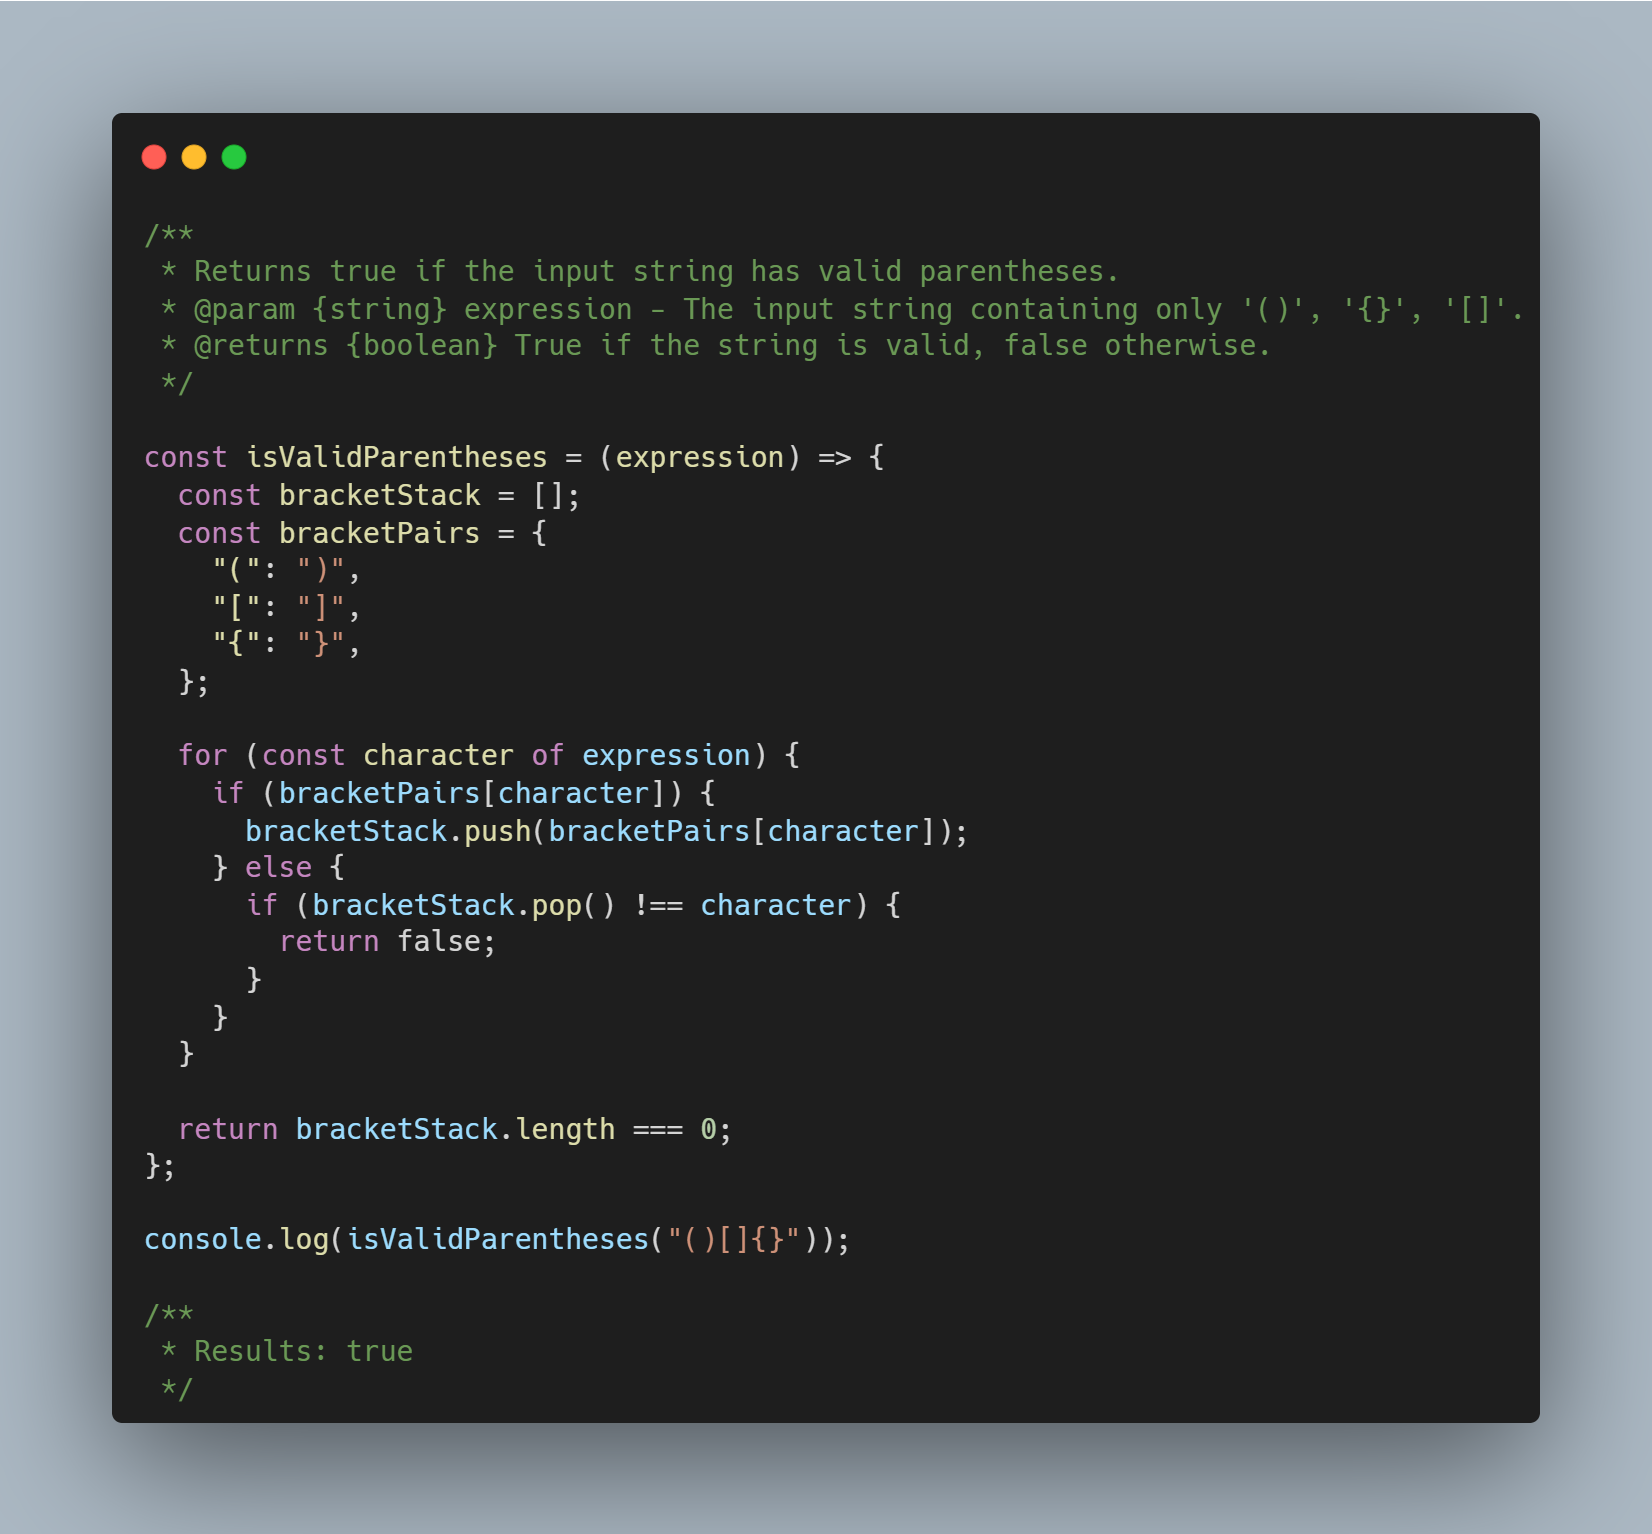 /**
 * Returns true if the input string has valid parentheses.
 * @param {string} expression - The input string containing only '()', '{}', '[]'.
 * @returns {boolean} True if the string is valid, false otherwise.
 */

const isValidParentheses = (expression) => {
  const bracketStack = [];
  const bracketPairs = {
    "(": ")",
    "[": "]",
    "{": "}",
  };

  for (const character of expression) {
    if (bracketPairs[character]) {
      bracketStack.push(bracketPairs[character]);
    } else {
      if (bracketStack.pop() !== character) {
        return false;
      }
    }
  }

  return bracketStack.length === 0;
};

console.log(isValidParentheses("()[]{}"));

/**
 * Results: true
 */